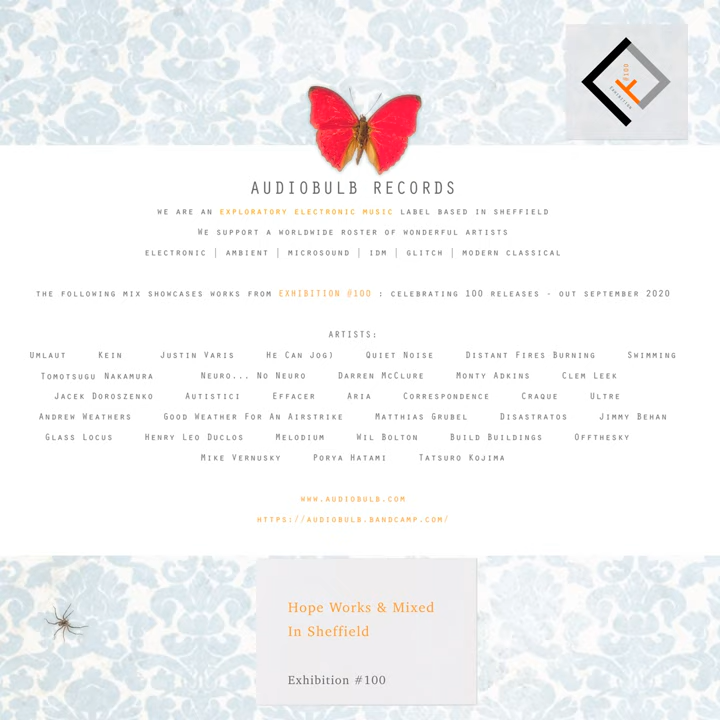 #100
Exhibition
AUDIOBULB RECORDS
WE ARE AN EXPLORATORY ELECTRONIC MUSIC LABEL BASED IN SHEFFIELD
WE SUPPORT A WORLDWIDE ROSTER OF WONDERFUL ARTISTS
ELECTRONIC | AMBIENT | MICROSOUND | IDM | GLITCH | MODERN CLASSICAL
THE FOLLOWING MIX SHOWCASES WORKS FROM EXHIBITION #100 : CELEBRATING 100 RELEASES - OUT SEPTEMBER 2020
ARTISTS:
UMLAUT KEIN JUSTIN VARIS HE CAN JOG) QUIET NOISE DISTANT FIRES BURNING SWIMMING
TOMOTSUGU NAKAMURA NEURO... NO NEURO DARREN MCCLURE MONTY ADKINS CLEM LEEK
JACEK DOROSZENKO AUTISTICI EFFACER ARIA CORRESPONDENCE CRAQUE ULTRE
ANDREW WEATHERS GOOD WEATHER FOR AN AIRSTRIKE MATTHIAS GRUBEL DISASTRATOS JIMMY BEHAN
GLASS LOCUS HENRY LEO DUCLOS MELODIUM WIL BOLTON BUILD BUILDINGS OFFTHESKY
MIKE VERNUSKY PORYA HATAMI TATSURO KOJIMA
WWW.AUDIOBULB.COM
HTTPS://AUDIOBULB.BANDCAMP.COM/
Hope Works & Mixed
In Sheffield
Exhibition #100